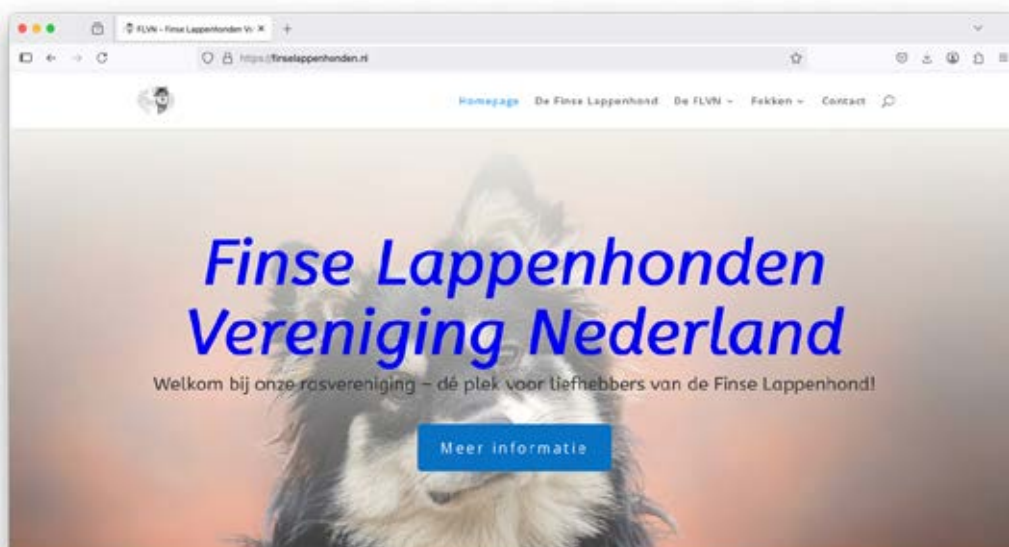 FLVN - Finse Lappenhonden Ve
https://finselappenhonden.nl
Homepage De Finse Lappenhond De FLVN Fokken Contact
Finse Lappenhonden
Vereniging Nederland
Welkom bij onze rasvereniging – dé plek voor liefhebbers van de Finse Lappenhond!
Meer informatie